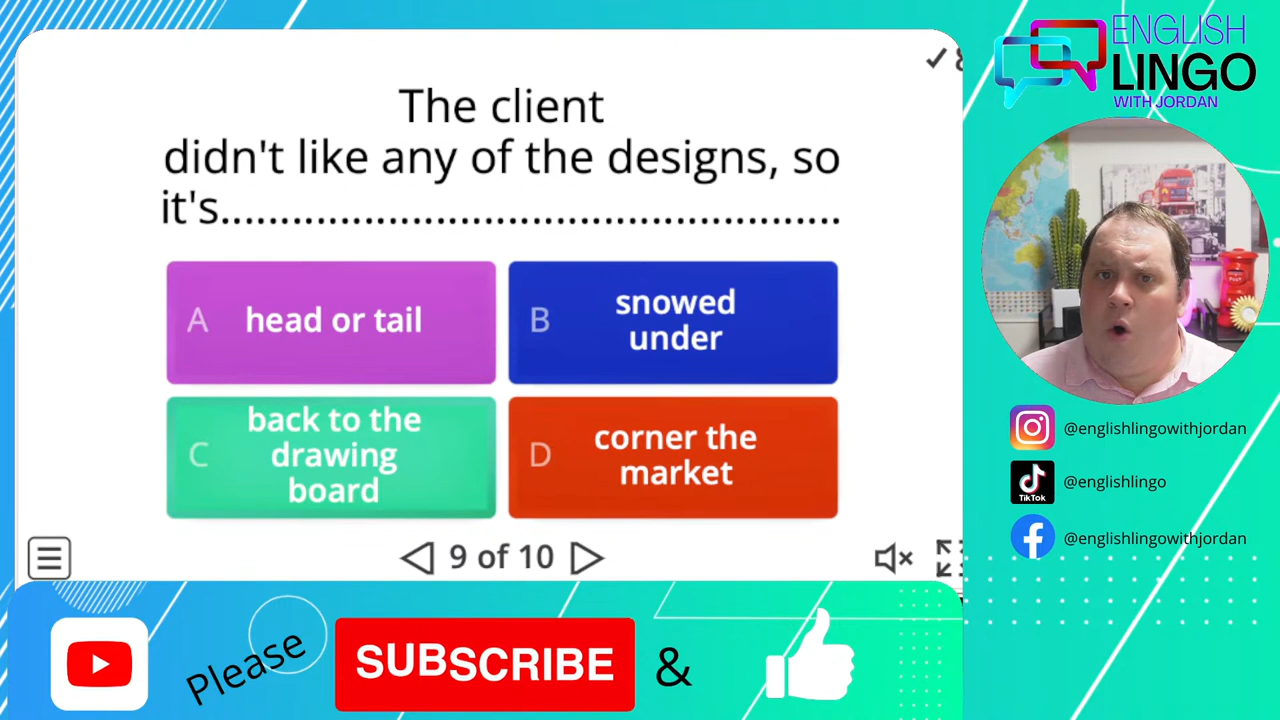 The client
didn't like any of the designs, so
it's...................................................
A head or tail
B snowed
under
C back to the
drawing
board
D corner the
market
9 of 10
Please
SUBSCRIBE
&
ENGLISH
LINGO
WITH JORDAN
@englishlingowithjordan
TikTok
@englishlingo
@englishlingowithjordan